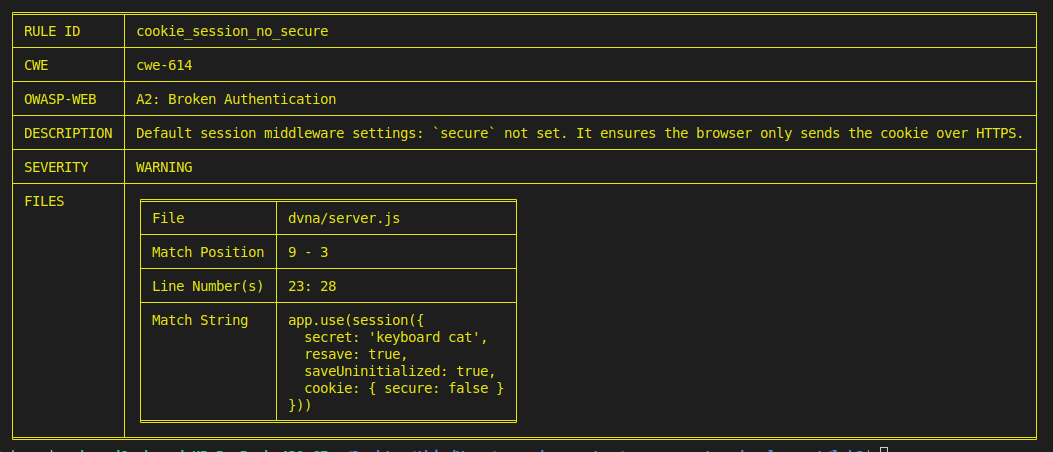 RULE ID cookie_session_no_secure
CWE cwe-614
OWASP-WEB A2: Broken Authentication
DESCRIPTION Default session middleware settings: `secure` not set. It ensures the browser only sends the cookie over HTTPS.
SEVERITY WARNING
FILES
File dvna/server.js
Match Position 9 - 3
Line Number(s) 23: 28
Match String app.use(session({
secret: 'keyboard cat',
resave: true,
saveUninitialized: true,
cookie: { secure: false }
}))